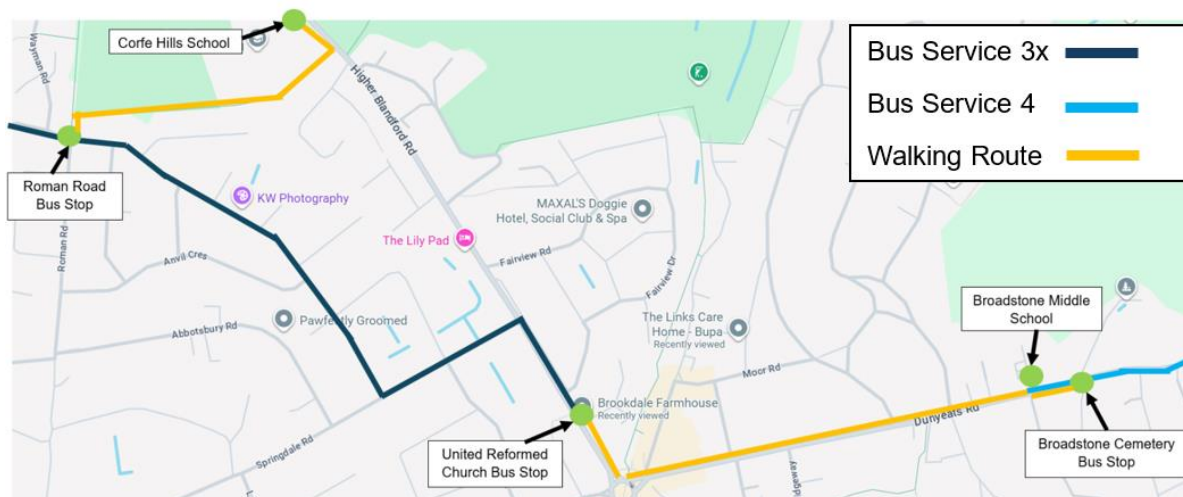 Corfe Hills School
Wayman Rd
Higher Blandford Rd
Bus Service 3x
Bus Service 4
Walking Route
Roman Road
Bus Stop
Roman Rd
KW Photography
MAXAL'S Doggie
Hotel, Social Club & Spa
The Lily Pad
Anvil Cres
Fairview Rd
Fairview Dr
Abbotsbury Rd
Pawfectly Groomed
The Links Care
Home - Bupa
Recently viewed
Broadstone Middle
School
Moor Rd
Brookdale Farmhouse
Recently viewed
Dunyeats Rd
Springdale Rd
United Reformed
Church Bus Stop
Broadstone Cemetery
Bus Stop